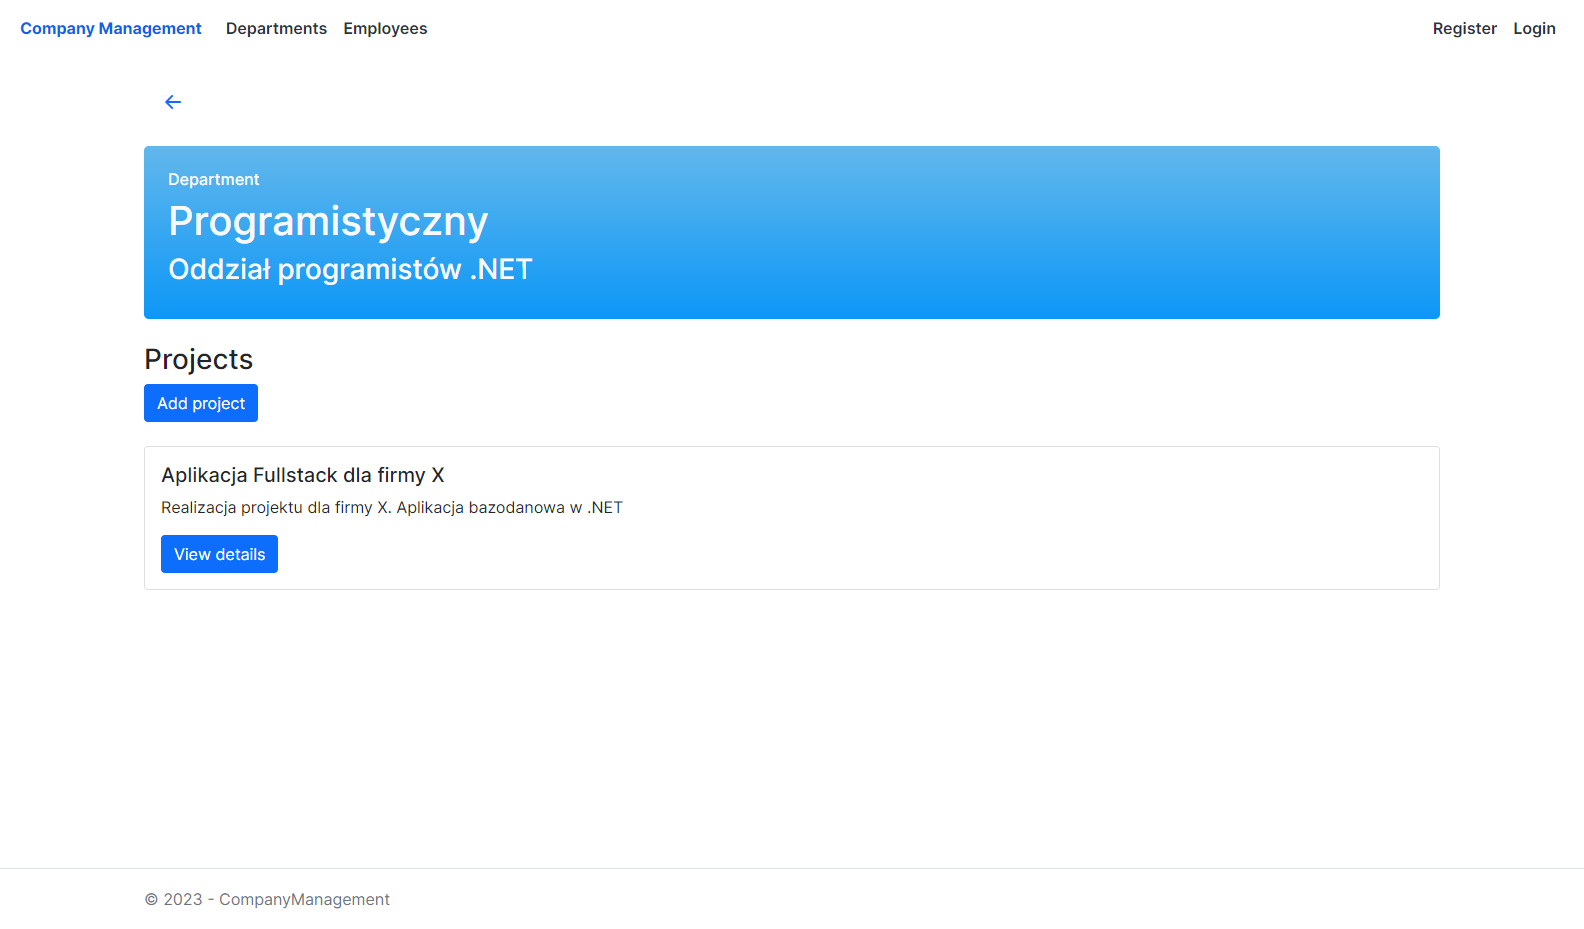 Company Management Departments Employees Register Login
Department
Programistyczny
Oddział programistów .NET
Projects
Add project
Aplikacja Fullstack dla firmy X
Realizacja projektu dla firmy X. Aplikacja bazodanowa w .NET
View details
© 2023 - CompanyManagement